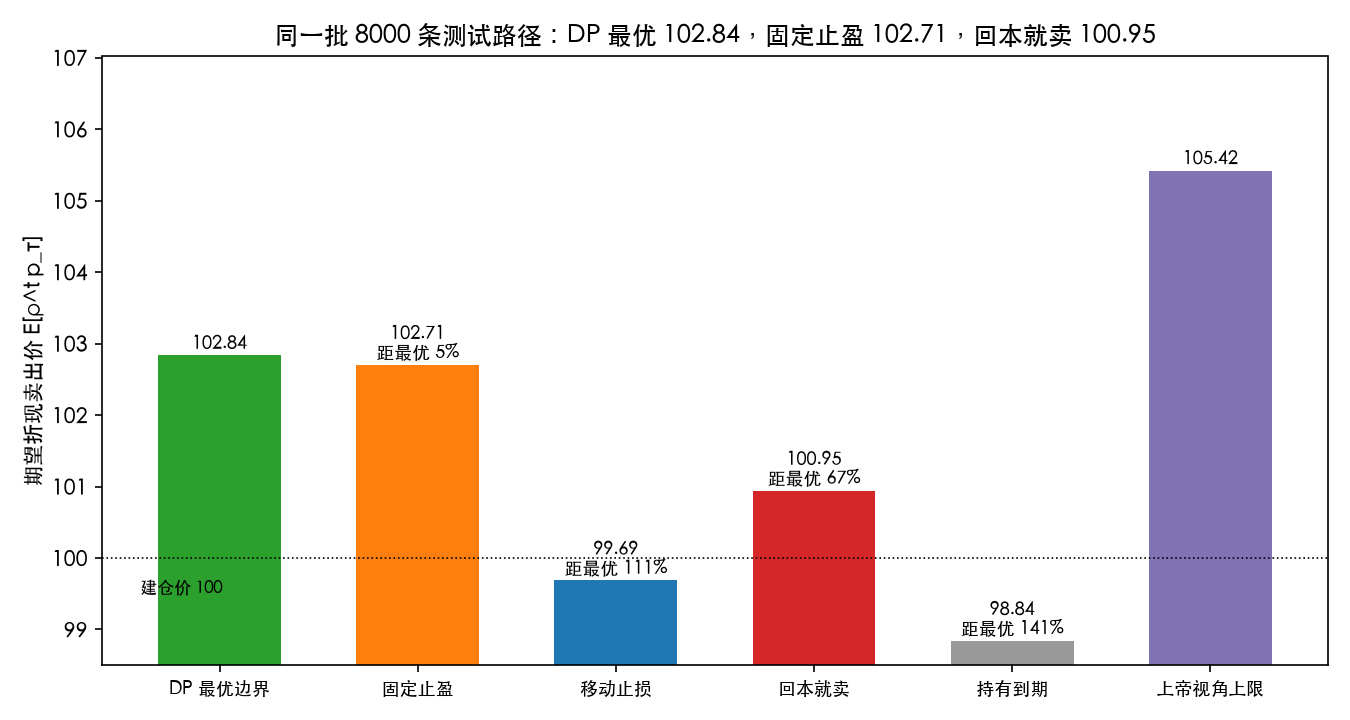 同一批 8000 条测试路径：DP 最优 102.84，固定止盈 102.71，回本就卖 100.95
期望折现卖出价 E[ρ^τ p_τ]
107
106
105
104
103
102
101
100
99
102.84
102.71
距最优 5%
99.69
距最优 111%
100.95
距最优 67%
98.84
距最优 141%
105.42
建仓价 100
DP 最优边界
固定止盈
移动止损
回本就卖
持有到期
上帝视角上限